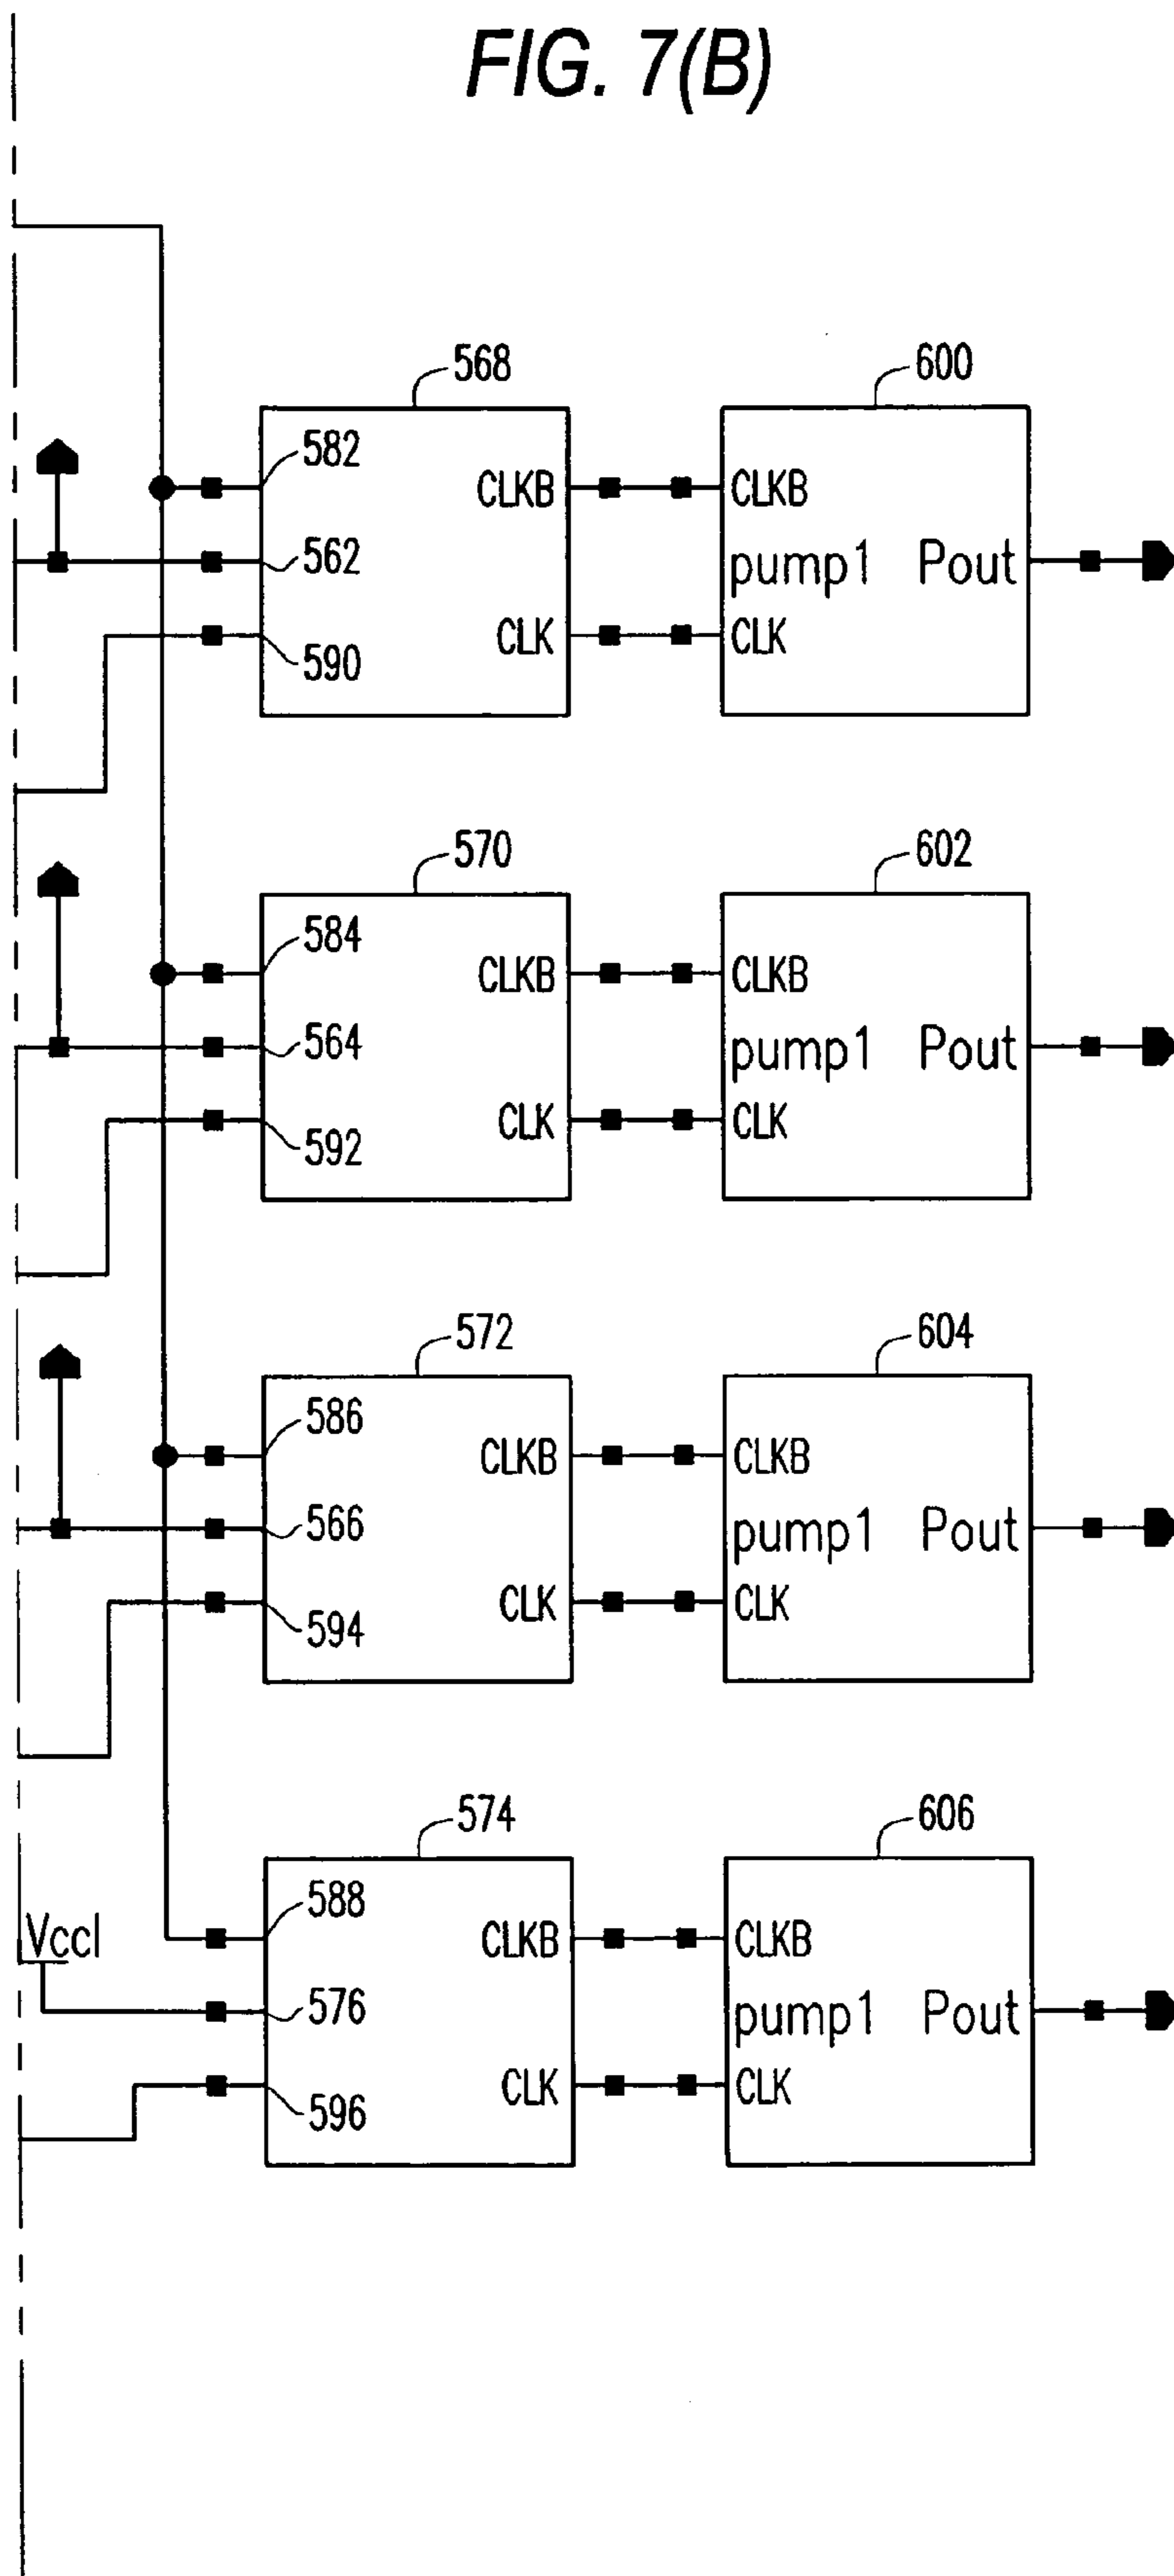 FIG. 7(B)
568
600
582
CLKB
CLKB
562
pump1
Pout
590
CLK
CLK
570
602
584
CLKB
CLKB
564
pump1
Pout
592
CLK
CLK
572
604
586
CLKB
CLKB
566
pump1
Pout
594
CLK
CLK
574
606
588
Vccl
CLKB
CLKB
576
pump1
Pout
596
CLK
CLK